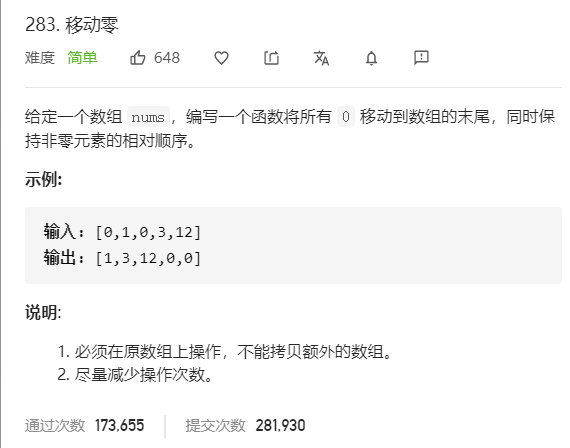 283. 移动零
难度 简单 648
给定一个数组 nums，编写一个函数将所有 0 移动到数组的末尾，同时保
持非零元素的相对顺序。
示例:
输入: [0,1,0,3,12]
输出: [1,3,12,0,0]
说明:
1. 必须在原数组上操作，不能拷贝额外的数组。
2. 尽量减少操作次数。
通过次数 173,655 提交次数 281,930